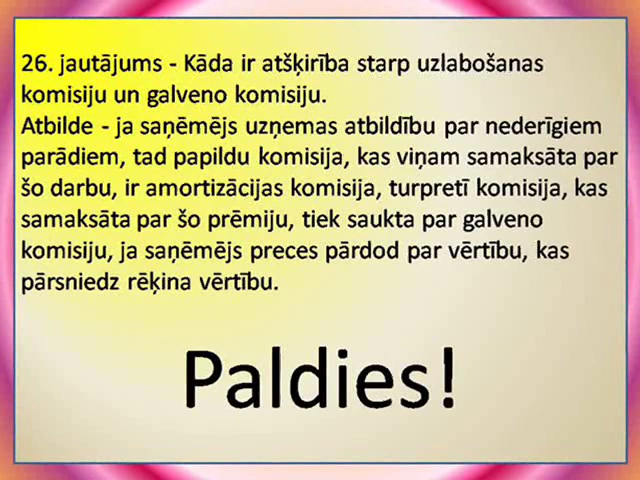 26. jautājums - Kāda ir atšķirība starp uzlabošanas
komisiju un galveno komisiju.
Atbilde - ja saņēmējs uzņemas atbildību par nederīgiem
parādiem, tad papildu komisija, kas viņam samaksāta par
šo darbu, ir amortizācijas komisija, turpretī komisija, kas
samaksāta par šo prēmiju, tiek saukta par galveno
komisiju, ja saņēmējs preces pārdod par vērtību, kas
pārsniedz rēķina vērtību.
Paldies!